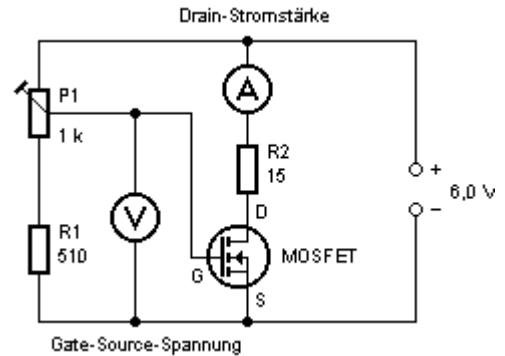 Drain-Stromstärke
P1
1 k
A
R2
15
+
6,0 V
−
D
V
R1
510
MOSFET
G
S
Gate-Source-Spannung